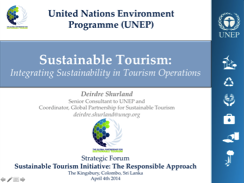 United Nations Environment
Programme (UNEP)
UNEP
Sustainable Tourism:
Integrating Sustainability in Tourism Operations
Deirdre Shurland
Senior Consultant to UNEP and
Coordinator, Global Partnership for Sustainable Tourism
deirdre.shurland@unep.org
Strategic Forum
Sustainable Tourism Initiative: The Responsible Approach
The Kingsbury, Colombo, Sri Lanka
April 4th 2014